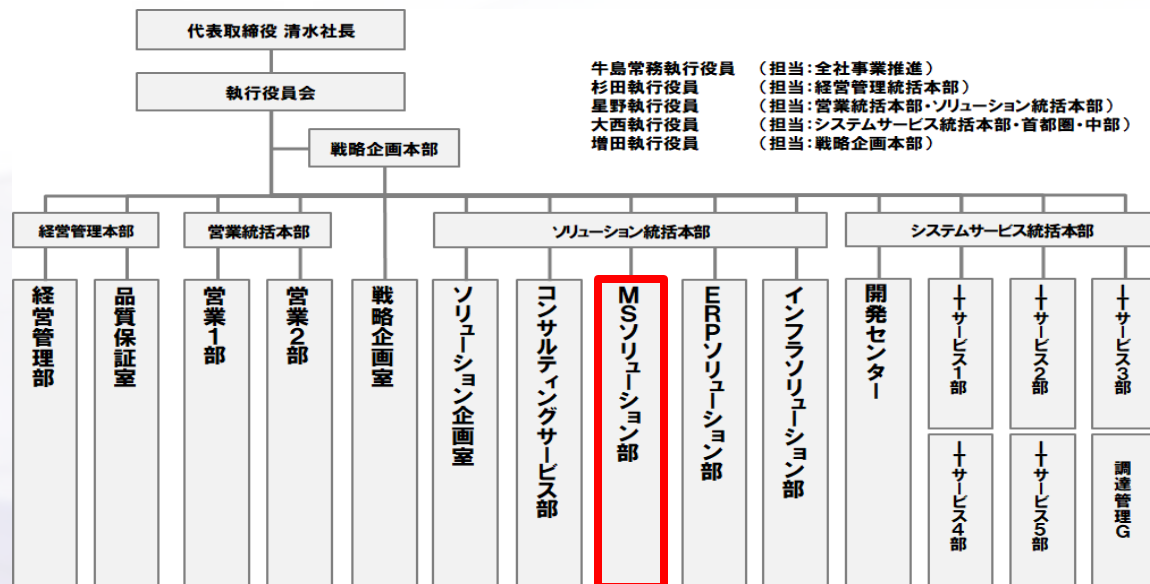 代表取締役 清水社長
執行役員会
戦略企画本部
牛島常務執行役員 （担当：全社事業推進）
杉田執行役員 （担当：経営管理統括本部）
星野執行役員 （担当：営業統括本部・ソリューション統括本部）
大西執行役員 （担当：システムサービス統括本部・首都圏・中部）
増田執行役員 （担当：戦略企画本部）
経営管理本部
営業統括本部
ソリューション統括本部
システムサービス統括本部
経営管理部
品質保証室
営業１部
営業２部
戦略企画室
ソリューション企画室
コンサルティングサービス部
ＭＳソリューション部
ＥＲＰソリューション部
インフラソリューション部
開発センター
ITサービス1部
ITサービス2部
ITサービス3部
ITサービス4部
ITサービス5部
調達管理G